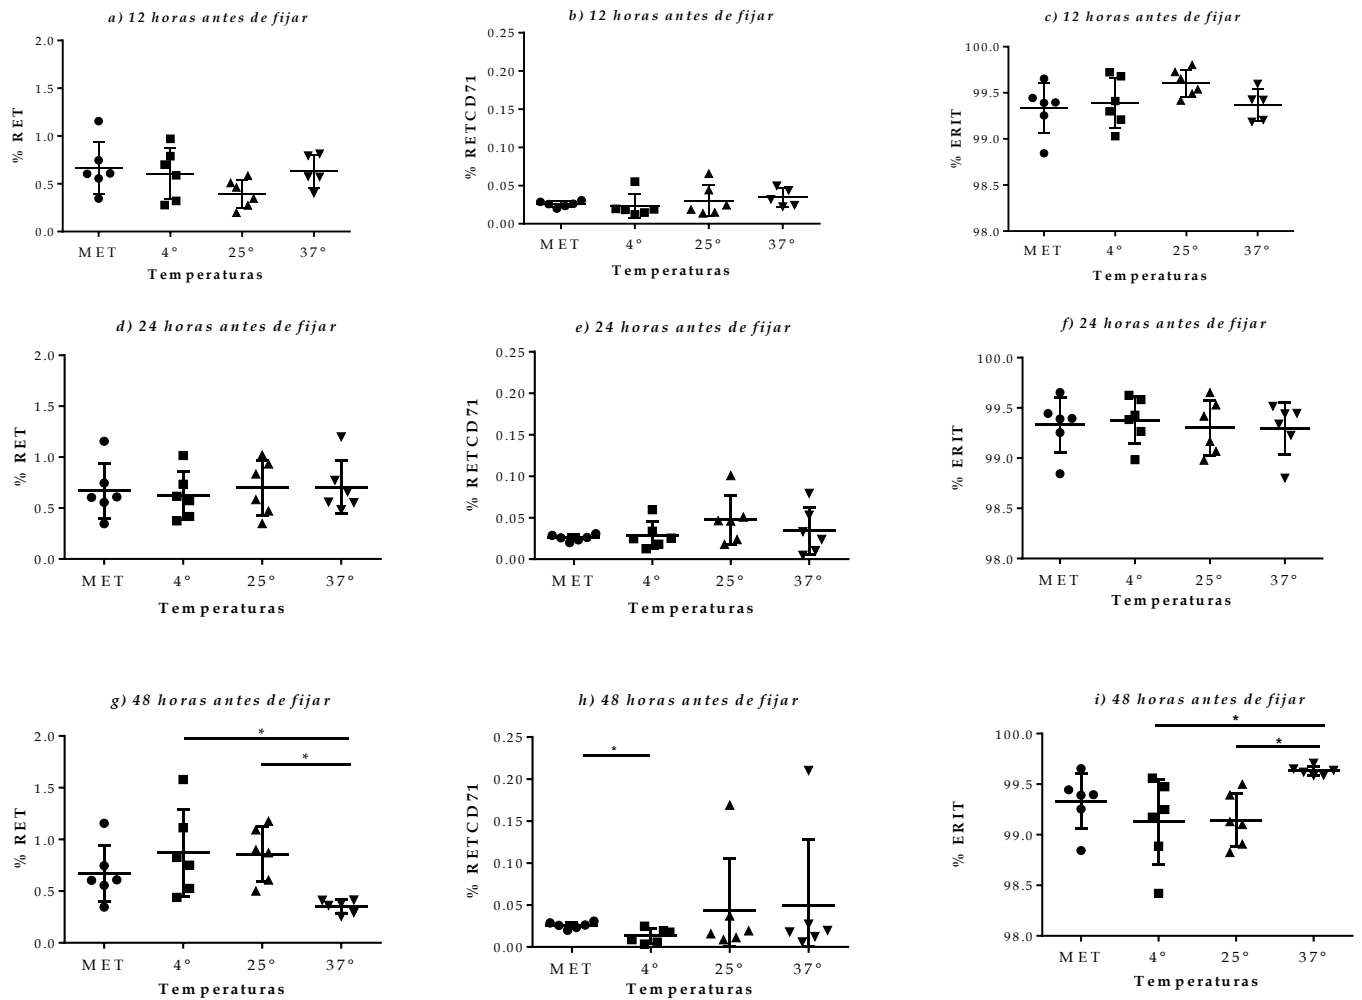 a) 12 horas antes de fijar
% RET
2.0
1.5
1.0
0.5
0.0
MET 4° 25° 37°
Temperaturas
b) 12 horas antes de fijar
% RETCD71
0.25
0.20
0.15
0.10
0.05
0.00
MET 4° 25° 37°
Temperaturas
c) 12 horas antes de fijar
% ERIT
100.0
99.5
99.0
98.5
98.0
MET 4° 25° 37°
Temperaturas
d) 24 horas antes de fijar
% RET
2.0
1.5
1.0
0.5
0.0
MET 4° 25° 37°
Temperaturas
e) 24 horas antes de fijar
% RETCD71
0.25
0.20
0.15
0.10
0.05
0.00
MET 4° 25° 37°
Temperaturas
f) 24 horas antes de fijar
% ERIT
100.0
99.5
99.0
98.5
98.0
MET 4° 25° 37°
Temperaturas
g) 48 horas antes de fijar
*
*
% RET
2.0
1.5
1.0
0.5
0.0
MET 4° 25° 37°
Temperaturas
h) 48 horas antes de fijar
*
% RETCD71
0.25
0.20
0.15
0.10
0.05
0.00
MET 4° 25° 37°
Temperaturas
i) 48 horas antes de fijar
*
*
% ERIT
100.0
99.5
99.0
98.5
98.0
MET 4° 25° 37°
Temperaturas